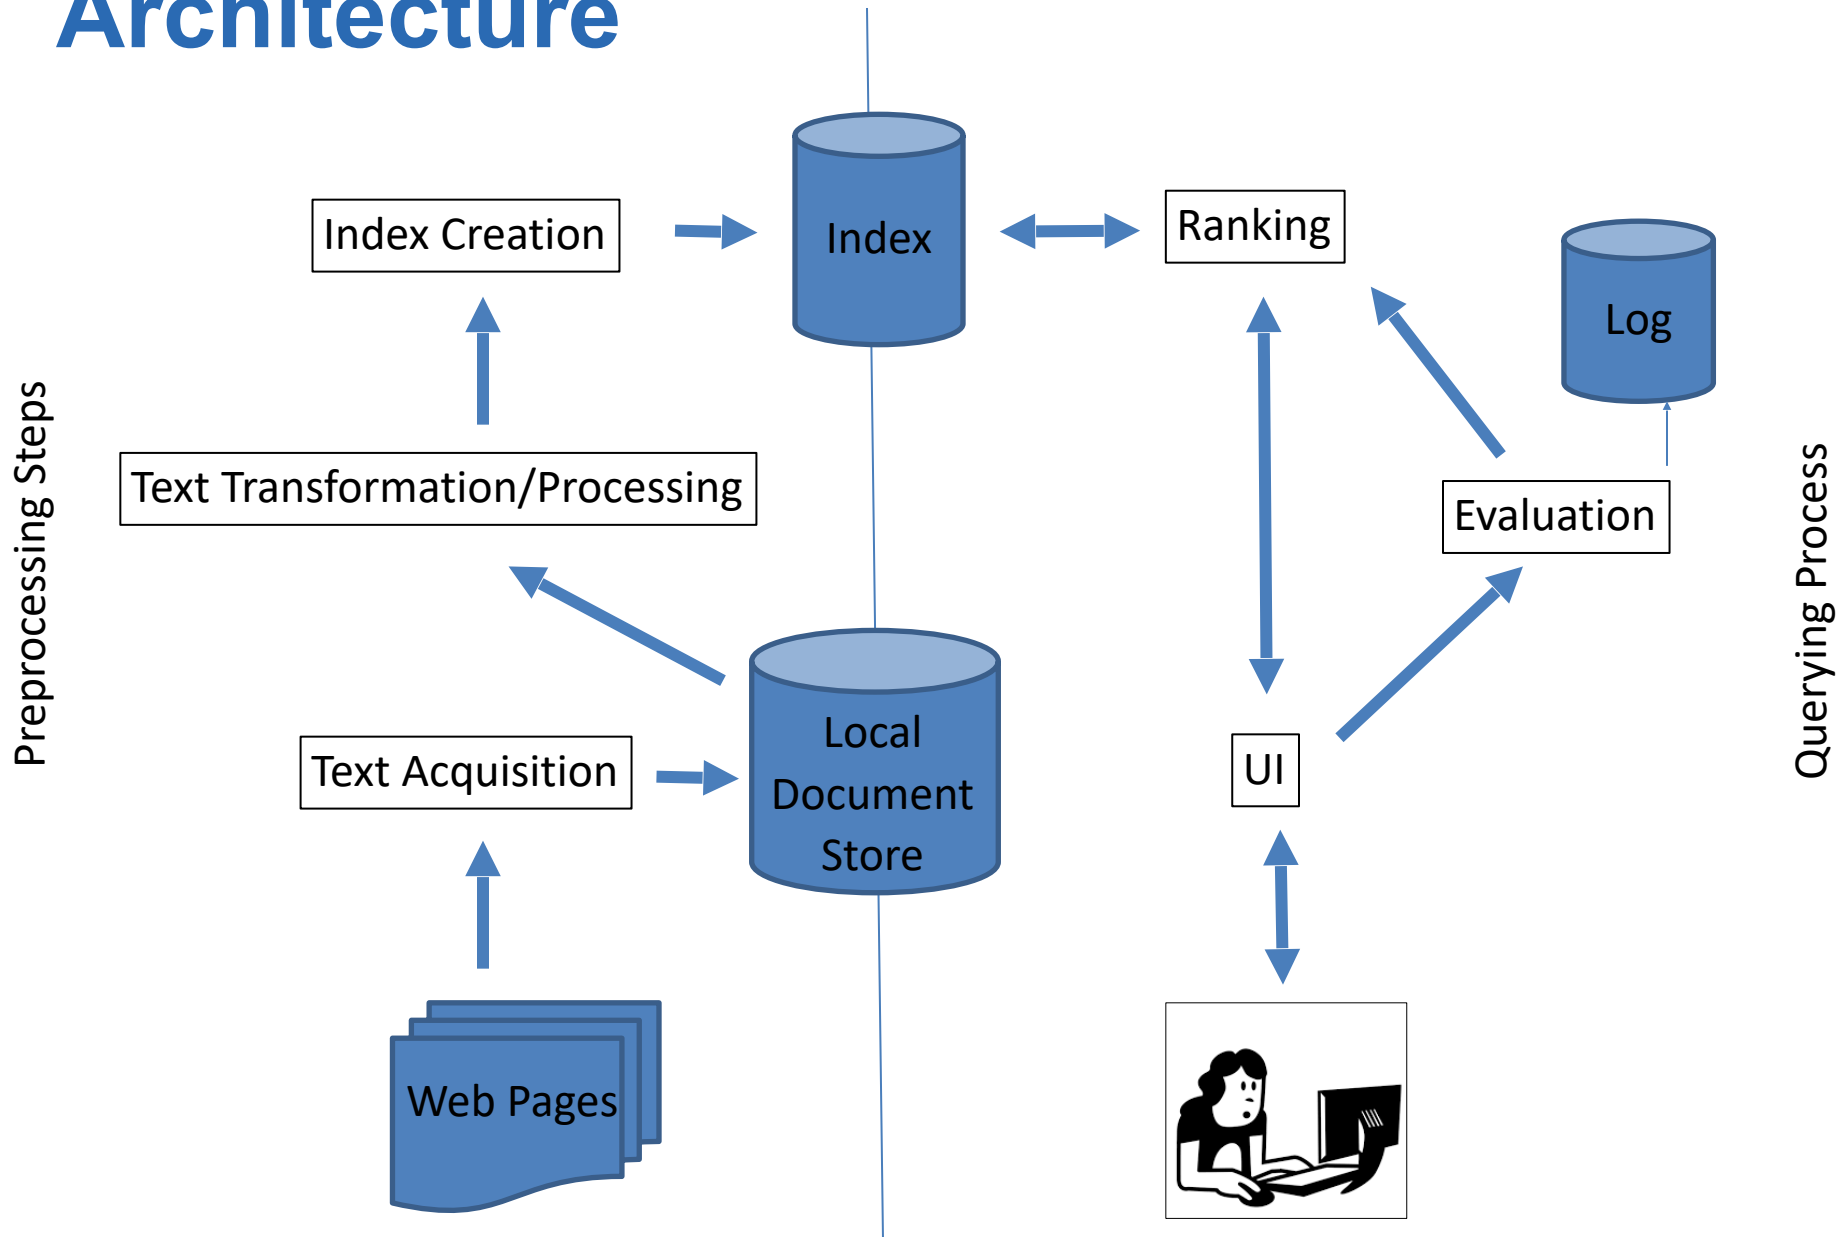 Architecture
Index Creation
Index
Ranking
Log
Preprocessing Steps
Text Transformation/Processing
Evaluation
Querying Process
Text Acquisition
Local
Document
Store
UI
Web Pages